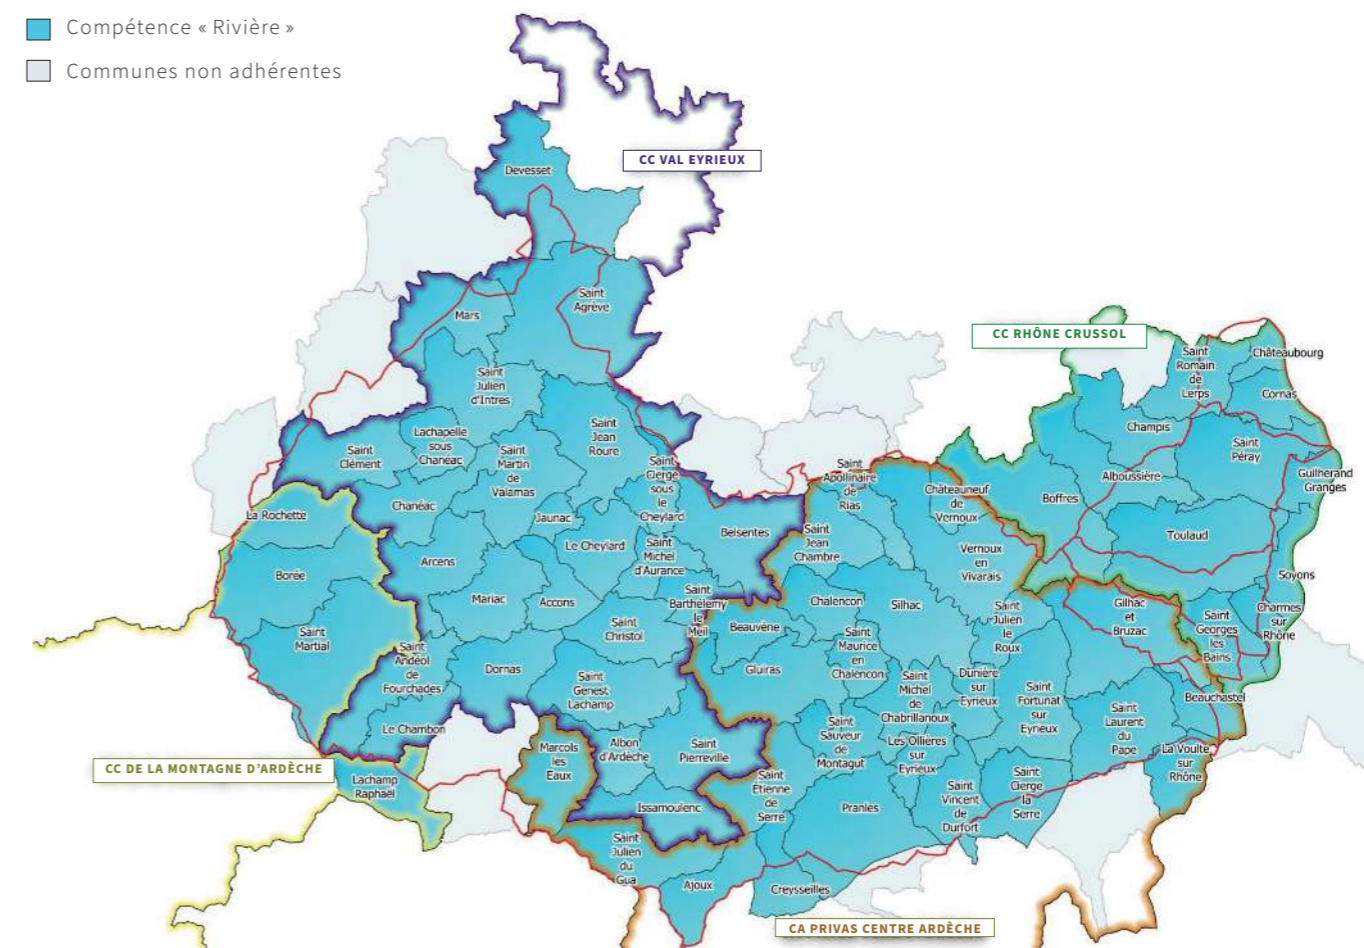 Compétence « Rivière »
Communes non adhérentes
CC VAL EYRIEUX
Devesset
Saint
Agrève
Mars
CC RHÔNE CRUSSOL
Saint
Romain
de
Lerps
Châteaubourg
Cornas
Saint
Julien
d'Intres
Champis
Saint
Péray
Lachapelle
sous
Chanéac
Saint
Jean
Roure
Saint
Clément
Saint
Martin
de
Valamas
Saint
Cierge
sous
le
Cheylard
Saint
Apollinaire
de
Rias
Châteauneuf
de
Vernoux
Boffres
Alboussière
Guilherand
Granges
La Rochette
Chanéac
Jaunac
Le Cheylard
Belsentes
Saint
Jean
Chambre
Toulaud
Arcens
Saint
Michel
d'Aurance
Vernoux
en
Vivarais
Borée
Soyons
Mariac
Accons
Saint
Barthélemy
le
Meil
Chalencon
Silhac
Saint
Julien
le
Roux
Gilhac
et
Bruzac
Saint
Georges
les
Bains
Charmes
sur
Rhône
Saint
Martial
Saint
Christol
Beauvène
Saint
Maurice
en
Chalencon
Saint
Andéol
de
Fourchades
Dornas
Saint
Genest
Lachamp
Gluiras
Saint
Michel
de
Chabrillanoux
Dunière
sur
Eyrieux
Saint
Fortunat
sur
Eyrieux
Beauchastel
Saint
Laurent
du
Pape
Le Chambon
Marcols
les
Eaux
Albon
d'Ardèche
Saint
Pierreville
Saint
Sauveur
de
Montagut
Les Ollières
sur
Eyrieux
La Voulte
sur
Rhône
CC DE LA MONTAGNE D'ARDÈCHE
Lachamp
Raphaël
Issamoulenc
Saint
Étienne
de
Serre
Pranles
Saint
Vincent
de
Durfort
Saint
Cierge
la
Serre
Saint
Julien
du
Gua
Ajoux
Creysseilles
CA PRIVAS CENTRE ARDÈCHE